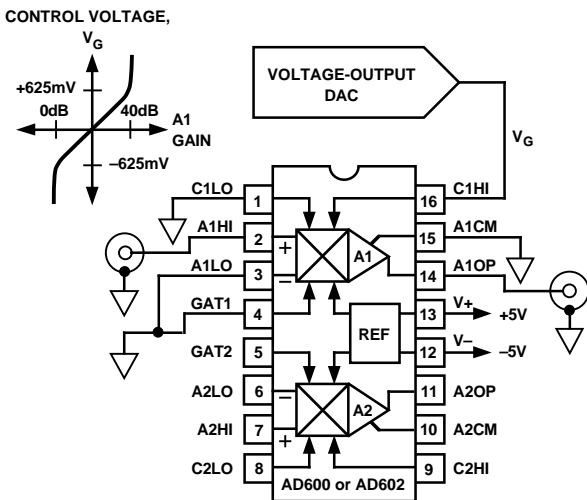 CONTROL VOLTAGE,
VG
+625mV
0dB
40dB
A1
GAIN
–625mV
VOLTAGE-OUTPUT
DAC
VG
C1LO
1
16
C1HI
A1HI
2
+
A1
15
A1CM
A1LO
3
–
14
A1OP
GAT1
4
REF
13
V+
+5V
GAT2
5
12
V–
–5V
A2LO
6
–
A2
11
A2OP
A2HI
7
+
10
A2CM
C2LO
8
9
C2HI
AD600 or AD602